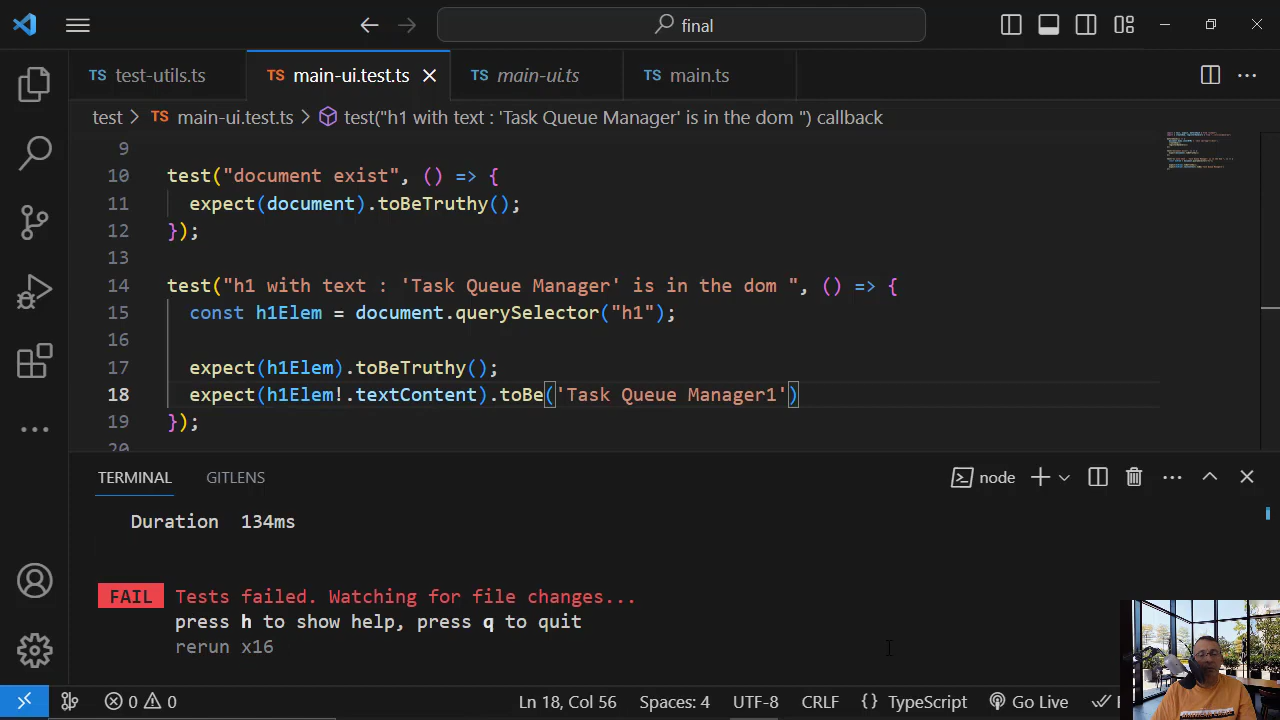 final
TS test-utils.ts
TS main-ui.test.ts
TS main-ui.ts
TS main.ts
test > TS main-ui.test.ts > test("h1 with text : 'Task Queue Manager' is in the dom ") callback
9
10 test("document exist", () => {
11 expect(document).toBeTruthy();
12 });
13
14 test("h1 with text : 'Task Queue Manager' is in the dom ", () => {
15 const h1Elem = document.querySelector("h1");
16
17 expect(h1Elem).toBeTruthy();
18 expect(h1Elem!.textContent).toBe('Task Queue Manager1')
19 });
20
TERMINAL
GITLENS
node
Duration 134ms
FAIL Tests failed. Watching for file changes...
press h to show help, press q to quit
rerun x16
0 0
Ln 18, Col 56
Spaces: 4
UTF-8
CRLF
{} TypeScript
Go Live